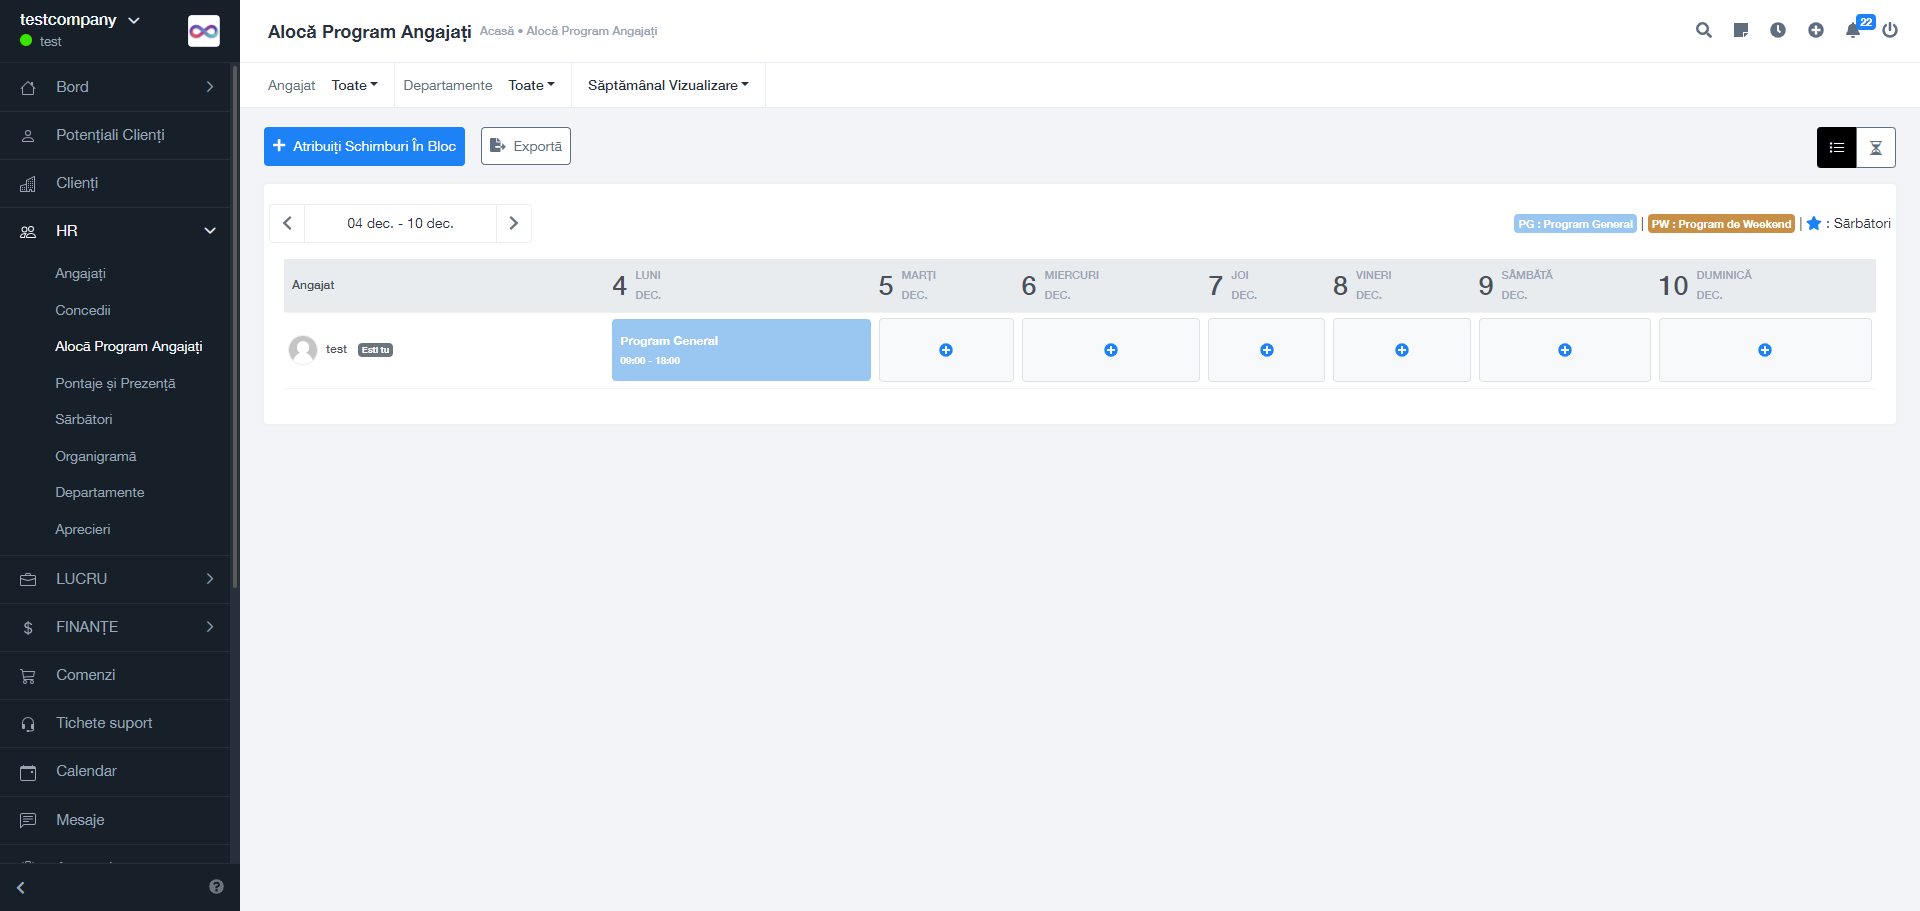 testcompany
test
Bord
Potențiali Clienți
Clienți
HR
Angajați
Concedii
Alocă Program Angajați
Pontaje și Prezență
Sărbători
Organigramă
Departamente
Aprecieri
LUCRU
FINANȚE
Comenzi
Tichete suport
Calendar
Mesaje
Alocă Program Angajați
Acasă • Alocă Program Angajați
22
Angajat Toate
Departamente Toate
Săptămânal Vizualizare
Atribuiți Schimburi În Bloc
Exportă
04 dec. - 10 dec.
PG : Program General | PW : Program de Weekend | : Sărbători
Angajat
4 LUNI DEC.
5 MARȚI DEC.
6 MIERCURI DEC.
7 JOI DEC.
8 VINERI DEC.
9 SÂMBĂTĂ DEC.
10 DUMINICĂ DEC.
test Esti tu
Program General
09:00 - 18:00